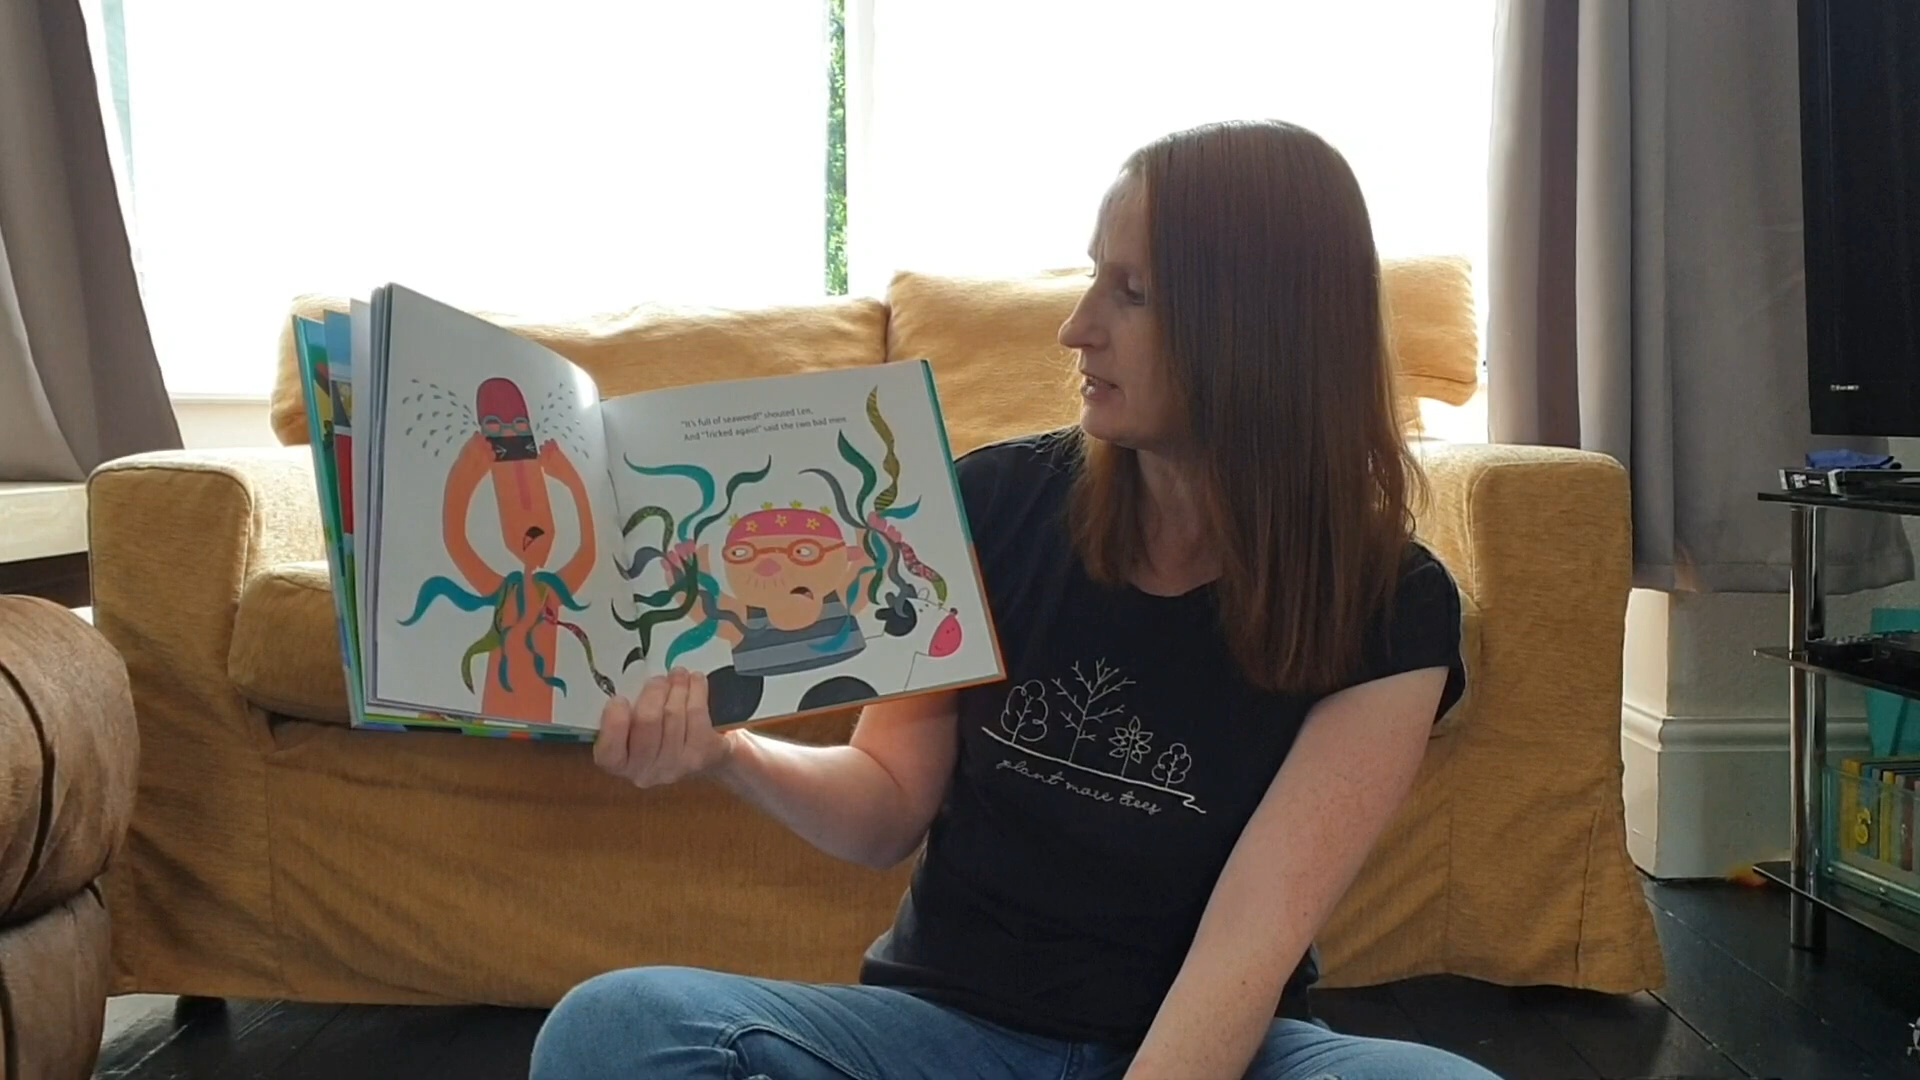 "It's full of seaweed!" shouted Len,
And "Tricked again!" said the two bad men.
plant more trees